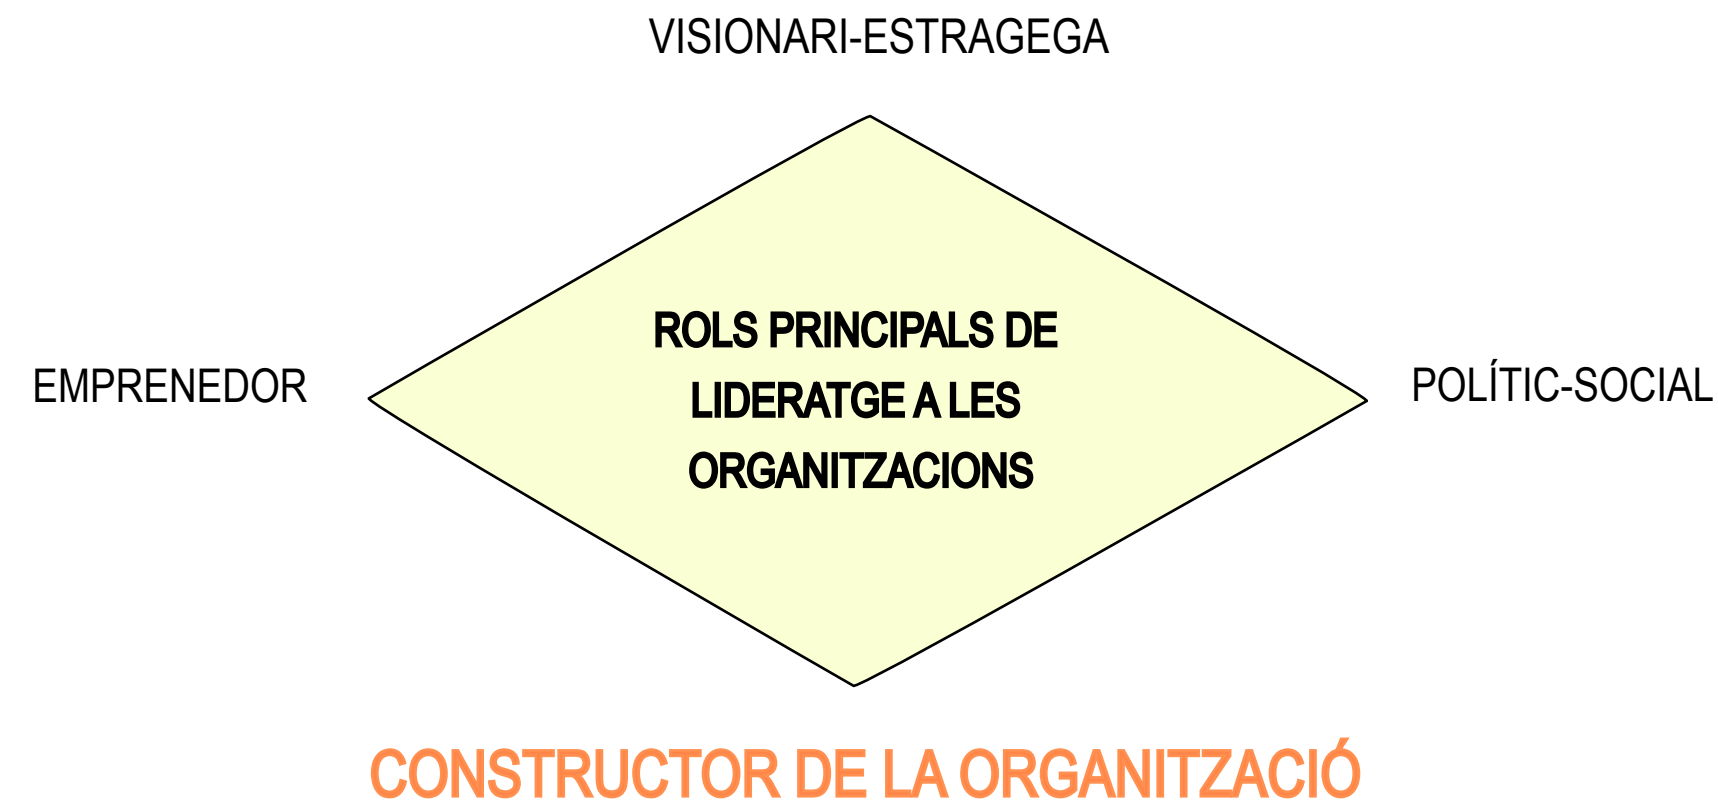 VISIONARI-ESTRAGEGA
ROLS PRINCIPALS DE
LIDERATGE A LES
ORGANITZACIONS
EMPRENEDOR
POLÍTIC-SOCIAL
CONSTRUCTOR DE LA ORGANITZACIÓ